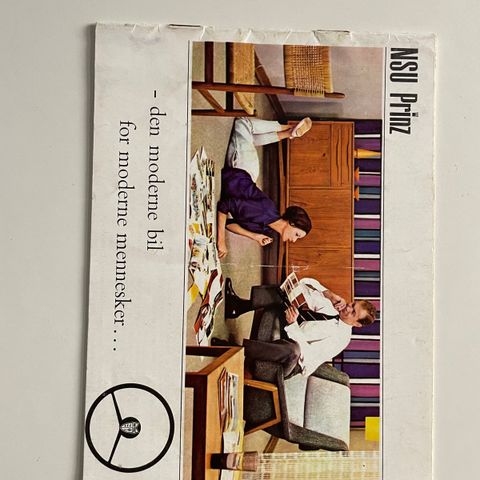 NSU Prinz
- den moderne bil
for moderne mennesker...